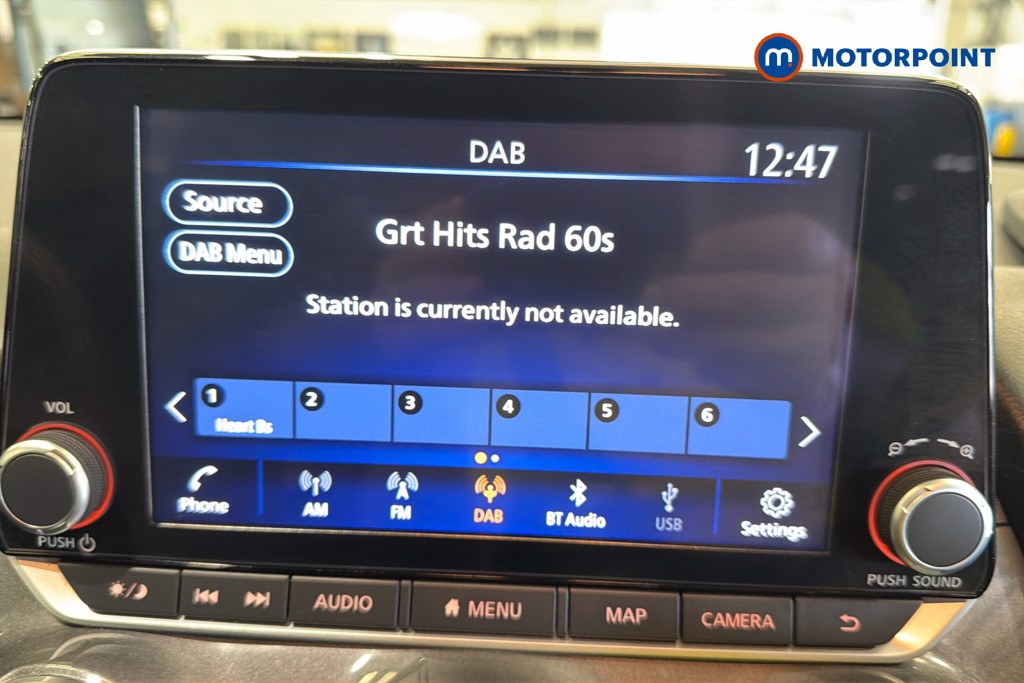 m MOTORPOINT
DAB
12:47
Source
DAB Menu
Grt Hits Rad 60s
Station is currently not available.
1 2 3 4 5 6
Heart Bs
Phone AM FM DAB BT Audio USB Settings
VOL
PUSH
PUSH SOUND
AUDIO MENU MAP CAMERA